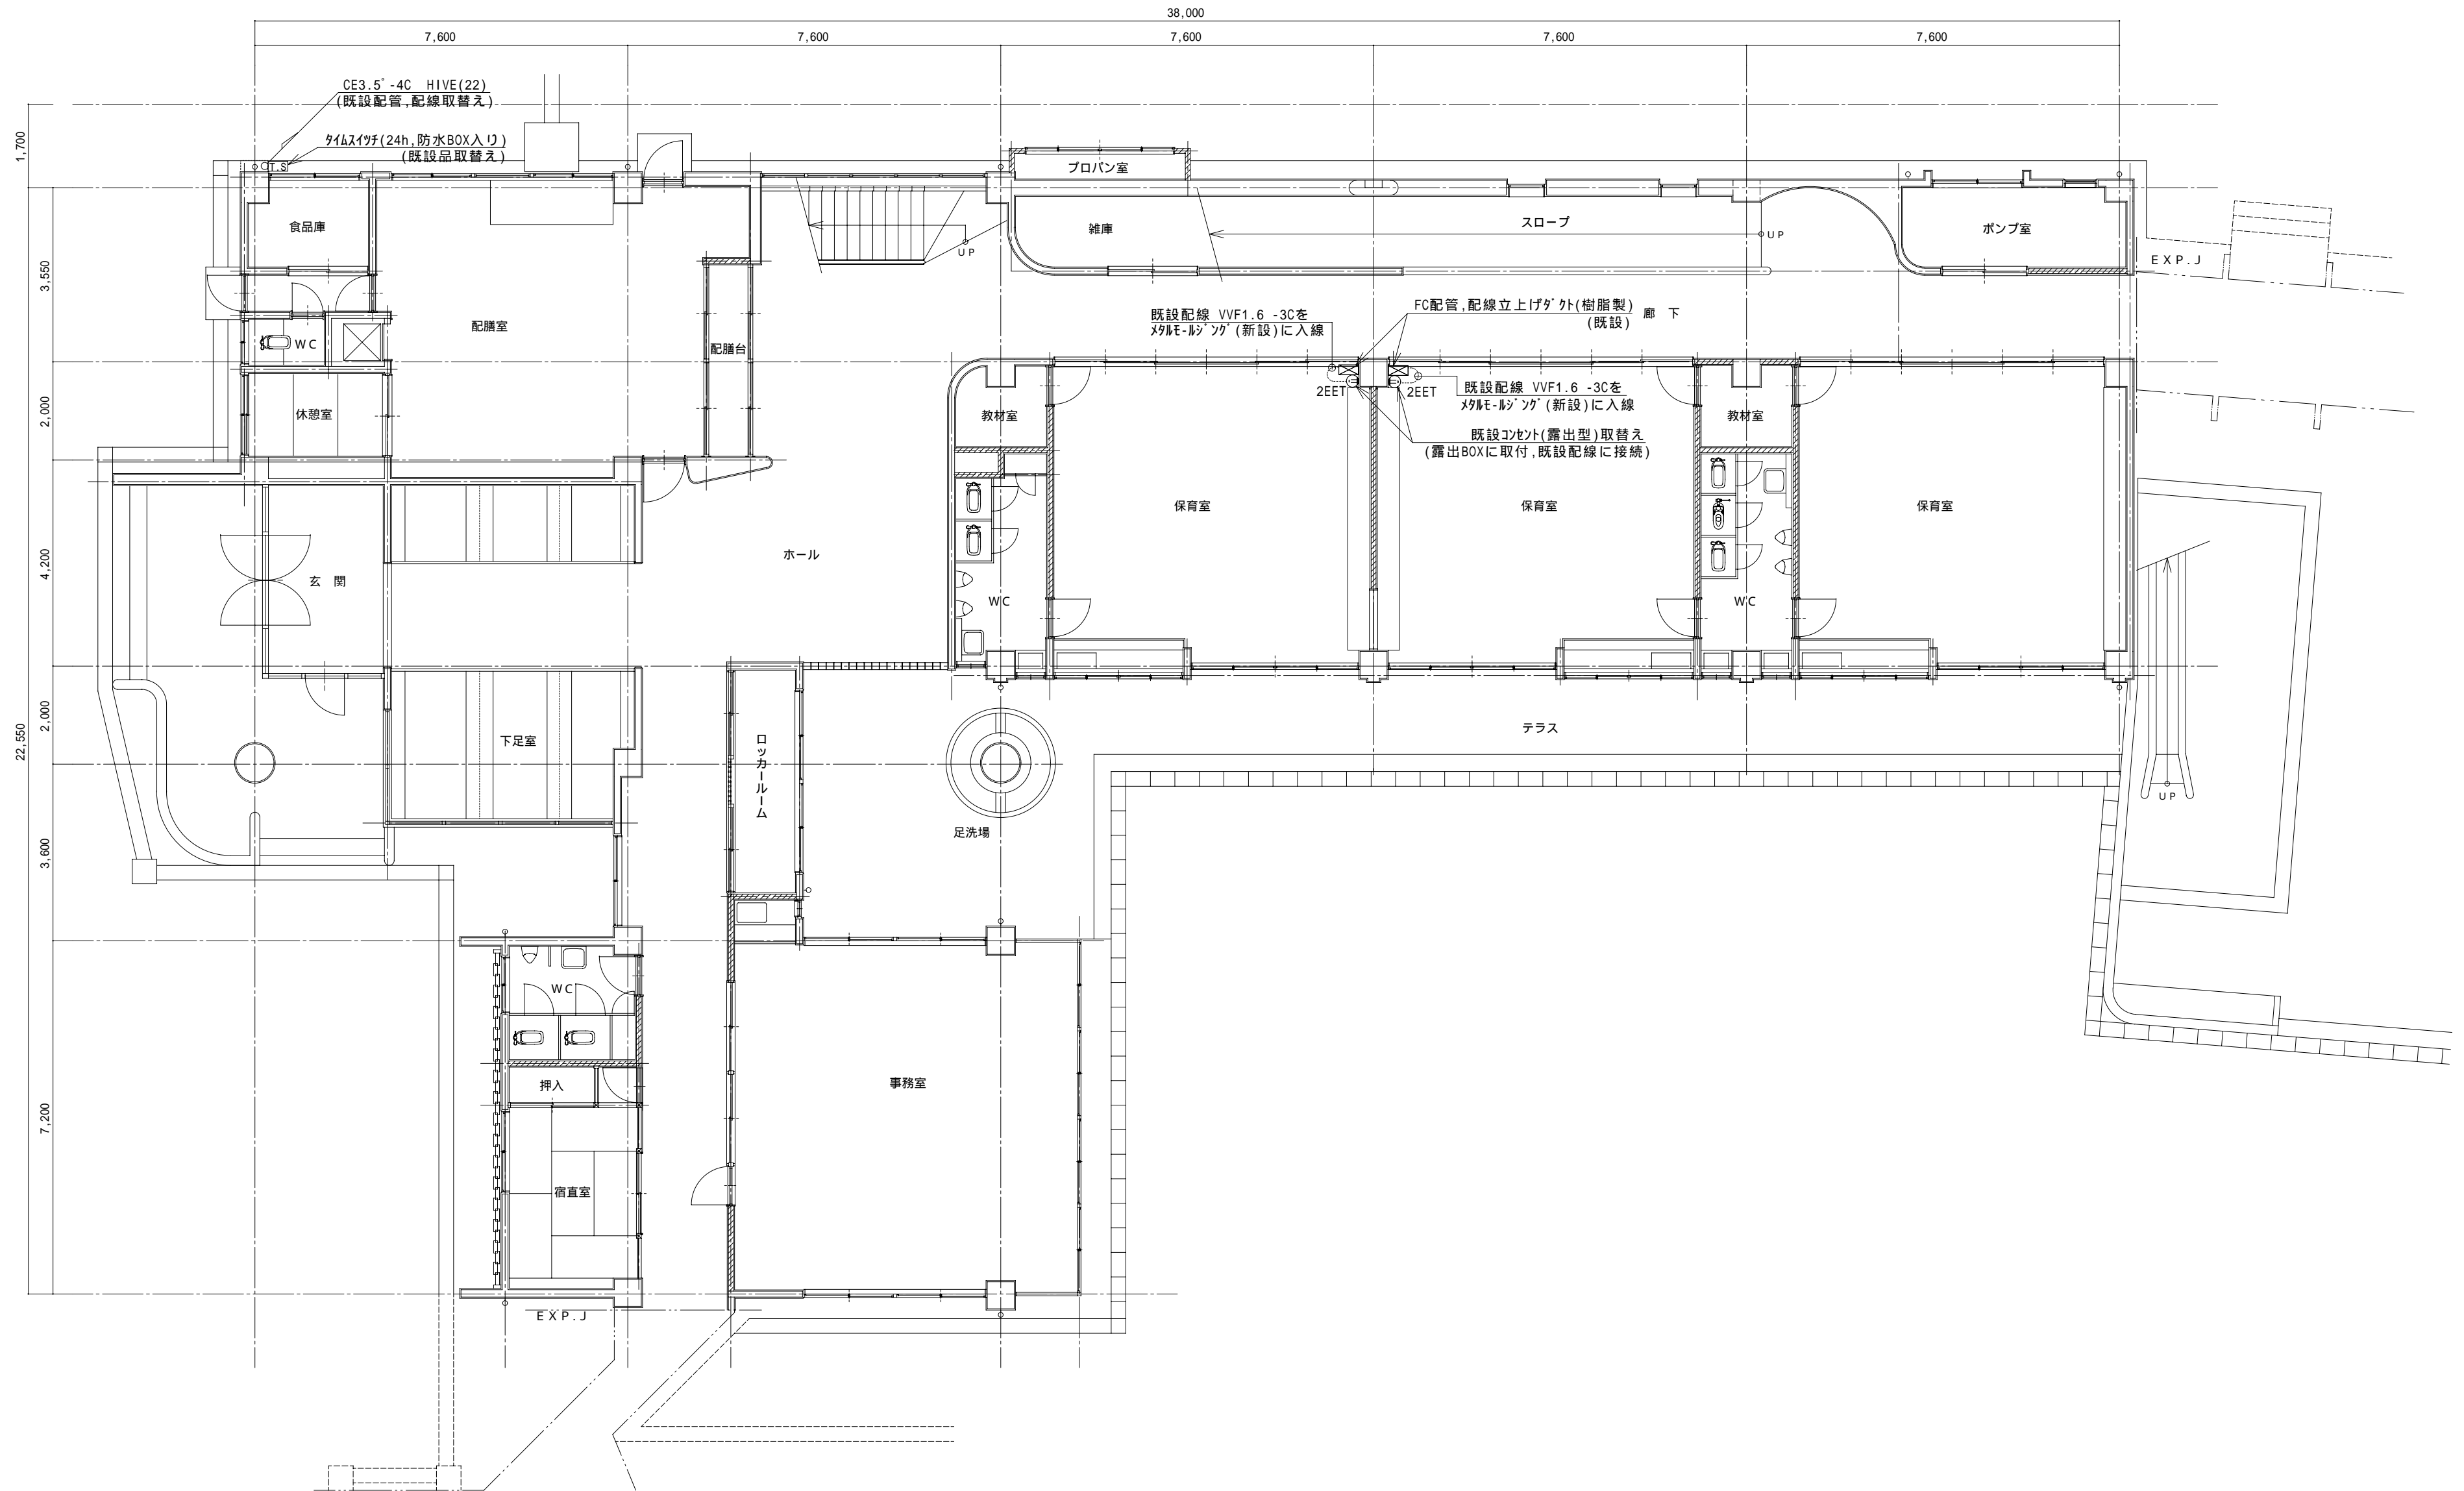 38,000
7,600
7,600
7,600
7,600
7,600
CE3.5゜-4C HIVE(22)
(既設配管,配線取替え)
1,700
ﾀｲﾑｽｲｯﾁ(24h,防水BOX入り)
(既設品取替え)
T.S
プロパン室
食品庫
雑庫
スロープ
UP
ポンプ室
UP
EXP.J
3,550
配膳室
既設配線 VVF1.6 -3Cを
ﾒﾀﾙﾓｰﾙｼﾞﾝｸﾞ(新設)に入線
FC配管,配線立上げﾀﾞｸﾄ(樹脂製)
(既設)
廊 下
WC
配膳台
2EET
2EET
既設配線 VVF1.6 -3Cを
ﾒﾀﾙﾓｰﾙｼﾞﾝｸﾞ(新設)に入線
2,000
休憩室
教材室
教材室
既設ｺﾝｾﾝﾄ(露出型)取替え
(露出BOXに取付,既設配線に接続)
保育室
保育室
保育室
4,200
ホール
玄 関
WC
WC
22,550
2,000
下足室
ロッカールーム
テラス
UP
足洗場
3,600
WC
押入
事務室
7,200
宿直室
EXP.J